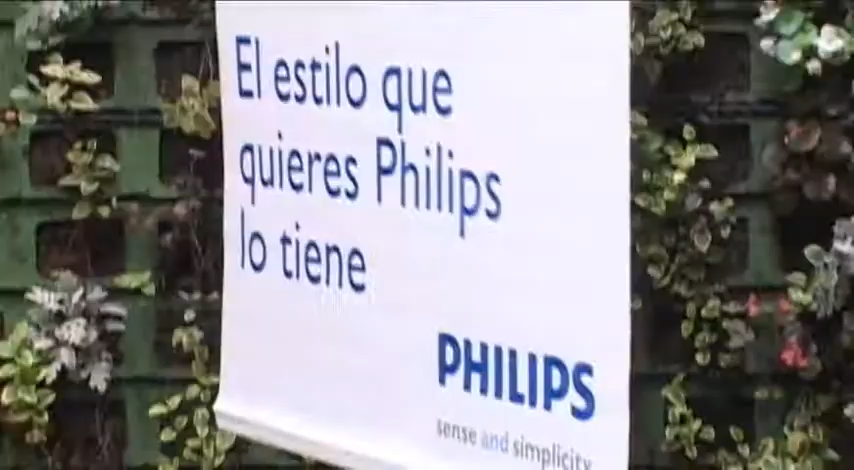 El estilo que
quieres Philips
lo tiene
PHILIPS
sense and simplicity